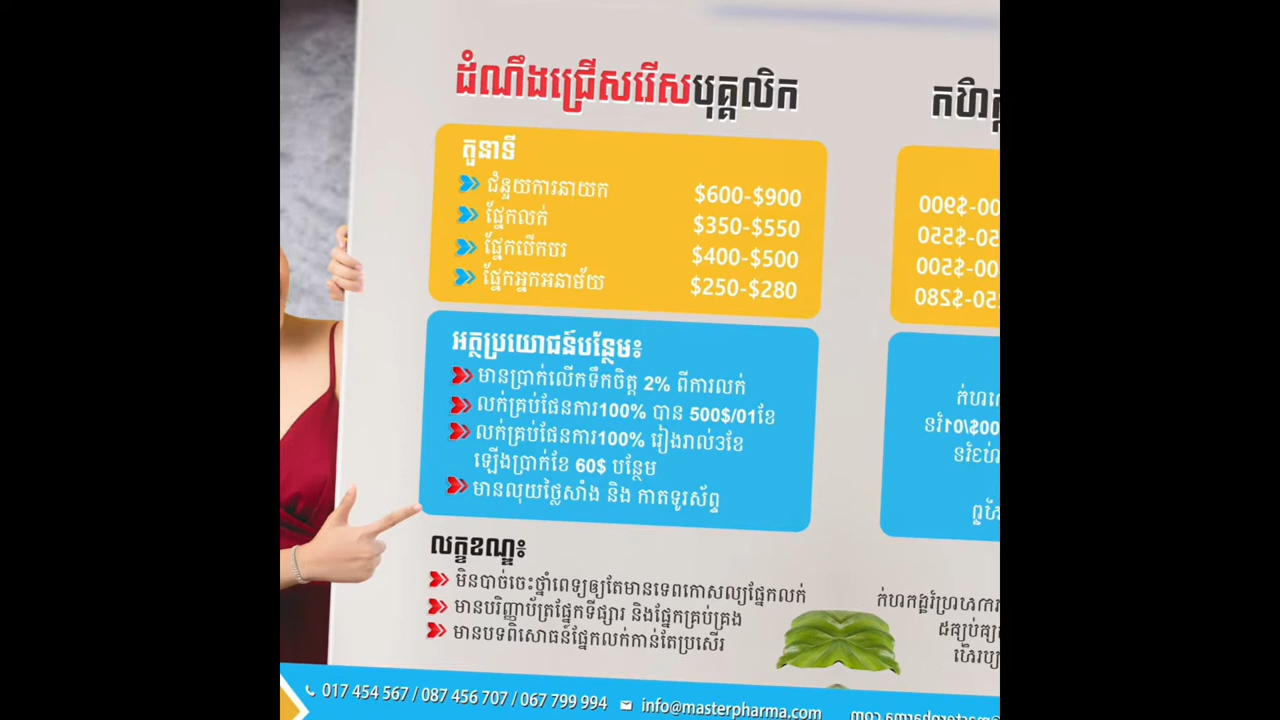 ដំណឹងជ្រើសរើសបុគ្គលិក
តួនាទី
ជំនួយការនាយក $600-$900
ផ្នែកលក់ $350-$550
ផ្នែកបើកបរ $400-$500
ផ្នែកអ្នកអនាម័យ $250-$280
អត្ថប្រយោជន៍បន្ថែម៖
មានប្រាក់លើកទឹកចិត្ត 2% ពីការលក់
លក់គ្រប់ផែនការ100% បាន 500$/01ខែ
លក់គ្រប់ផែនការ100% រៀងរាល់3ខែ
ឡើងប្រាក់ខែ 60$ បន្ថែម
មានលុយថ្លៃសាំង និង កាតទូរស័ព្ទ
លក្ខខណ្ឌ៖
មិនបាច់ចេះថ្នាំពេទ្យឲ្យតែមានទេពកោសល្យផ្នែកលក់
មានបរិញ្ញាប័ត្រផ្នែកទីផ្សារ និងផ្នែកគ្រប់គ្រង
មានបទពិសោធន៍ផ្នែកលក់កាន់តែប្រសើរ
017 454 567 / 087 456 707 / 067 799 994 info@masterpharma.com